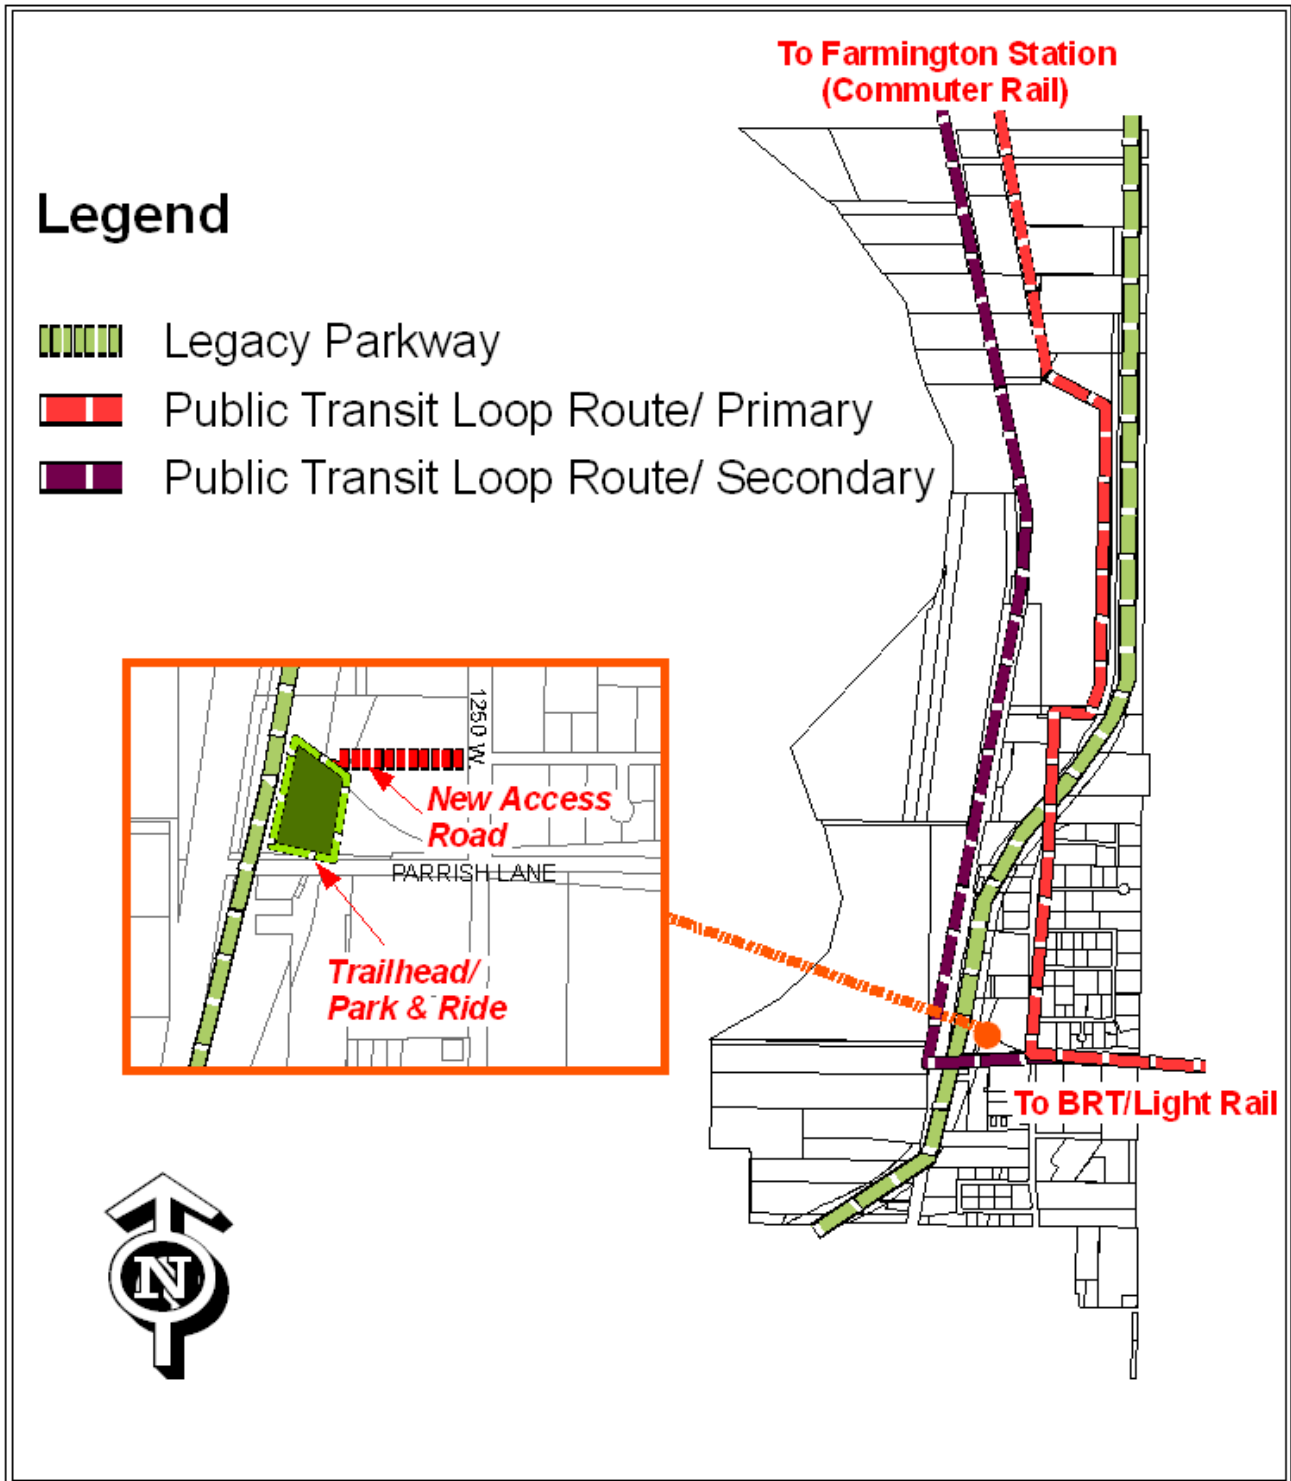 To Farmington Station
(Commuter Rail)
Legend
Legacy Parkway
Public Transit Loop Route/ Primary
Public Transit Loop Route/ Secondary
1250 W.
New Access
Road
PARRISH LANE
Trailhead/
Park & Ride
To BRT/Light Rail
N